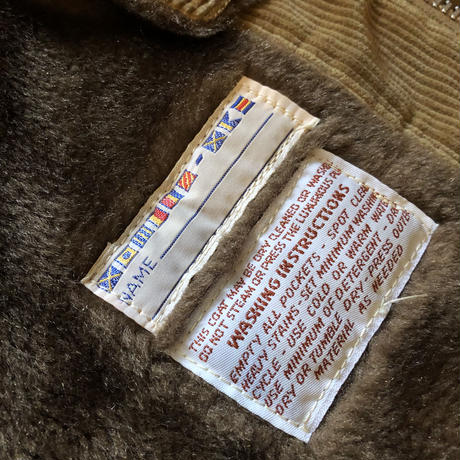 NAME
THIS COAT MAY BE DRY CLEANED OR WASHED
DO NOT STEAM OR PRESS THE LUXURIOUS
WASHING INSTRUCTIONS
EMPTY ALL POCKETS - SPOT CLEAN
HEAVY STAINS - SET MINIMUM WASHING
CYCLE - USE COLD OR WARM WATER
USE MINIMUM OF DETERGENT - DRIP
DRY OR TUMBLE DRY PRESS OUTER
MATERIAL AS NEEDED